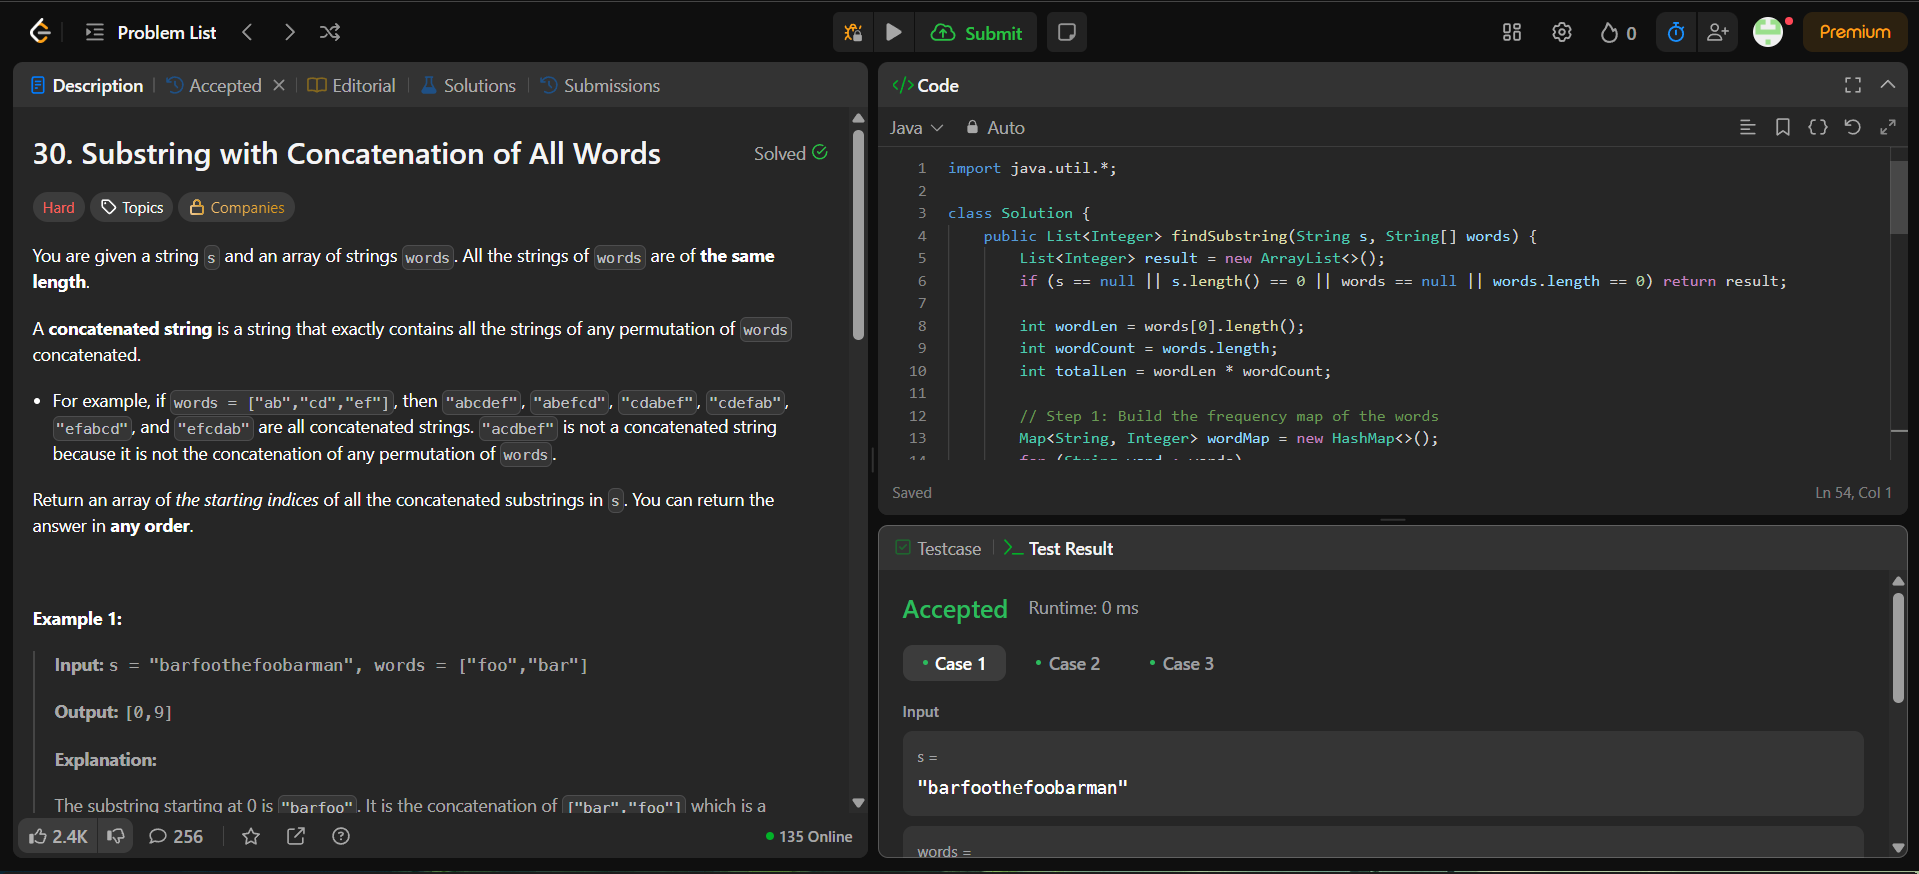 Problem List
Submit
0
Premium
Description
Accepted
Editorial
Solutions
Submissions
30. Substring with Concatenation of All Words
Solved
Hard
Topics
Companies
You are given a string s and an array of strings words. All the strings of words are of the same
length.
A concatenated string is a string that exactly contains all the strings of any permutation of words
concatenated.
• For example, if words = ["ab","cd","ef"], then "abcdef", "abefcd", "cdabef", "cdefab",
"efabcd", and "efcdab" are all concatenated strings. "acdbef" is not a concatenated string
because it is not the concatenation of any permutation of words.
Return an array of the starting indices of all the concatenated substrings in s. You can return the
answer in any order.
Example 1:
Input: s = "barfoothefoobarman", words = ["foo","bar"]
Output: [0,9]
Explanation:
The substring starting at 0 is "barfoo". It is the concatenation of ["bar","foo"] which is a
2.4K
256
135 Online
</> Code
Java
Auto
1 import java.util.*;
2
3 class Solution {
4 public List<Integer> findSubstring(String s, String[] words) {
5 List<Integer> result = new ArrayList<>();
6 if (s == null || s.length() == 0 || words == null || words.length == 0) return result;
7
8 int wordLen = words[0].length();
9 int wordCount = words.length;
10 int totalLen = wordLen * wordCount;
11
12 // Step 1: Build the frequency map of the words
13 Map<String, Integer> wordMap = new HashMap<>();
14 for (String word : words)
Saved
Ln 54, Col 1
Testcase
Test Result
Accepted
Runtime: 0 ms
• Case 1
• Case 2
• Case 3
Input
s =
"barfoothefoobarman"
words =